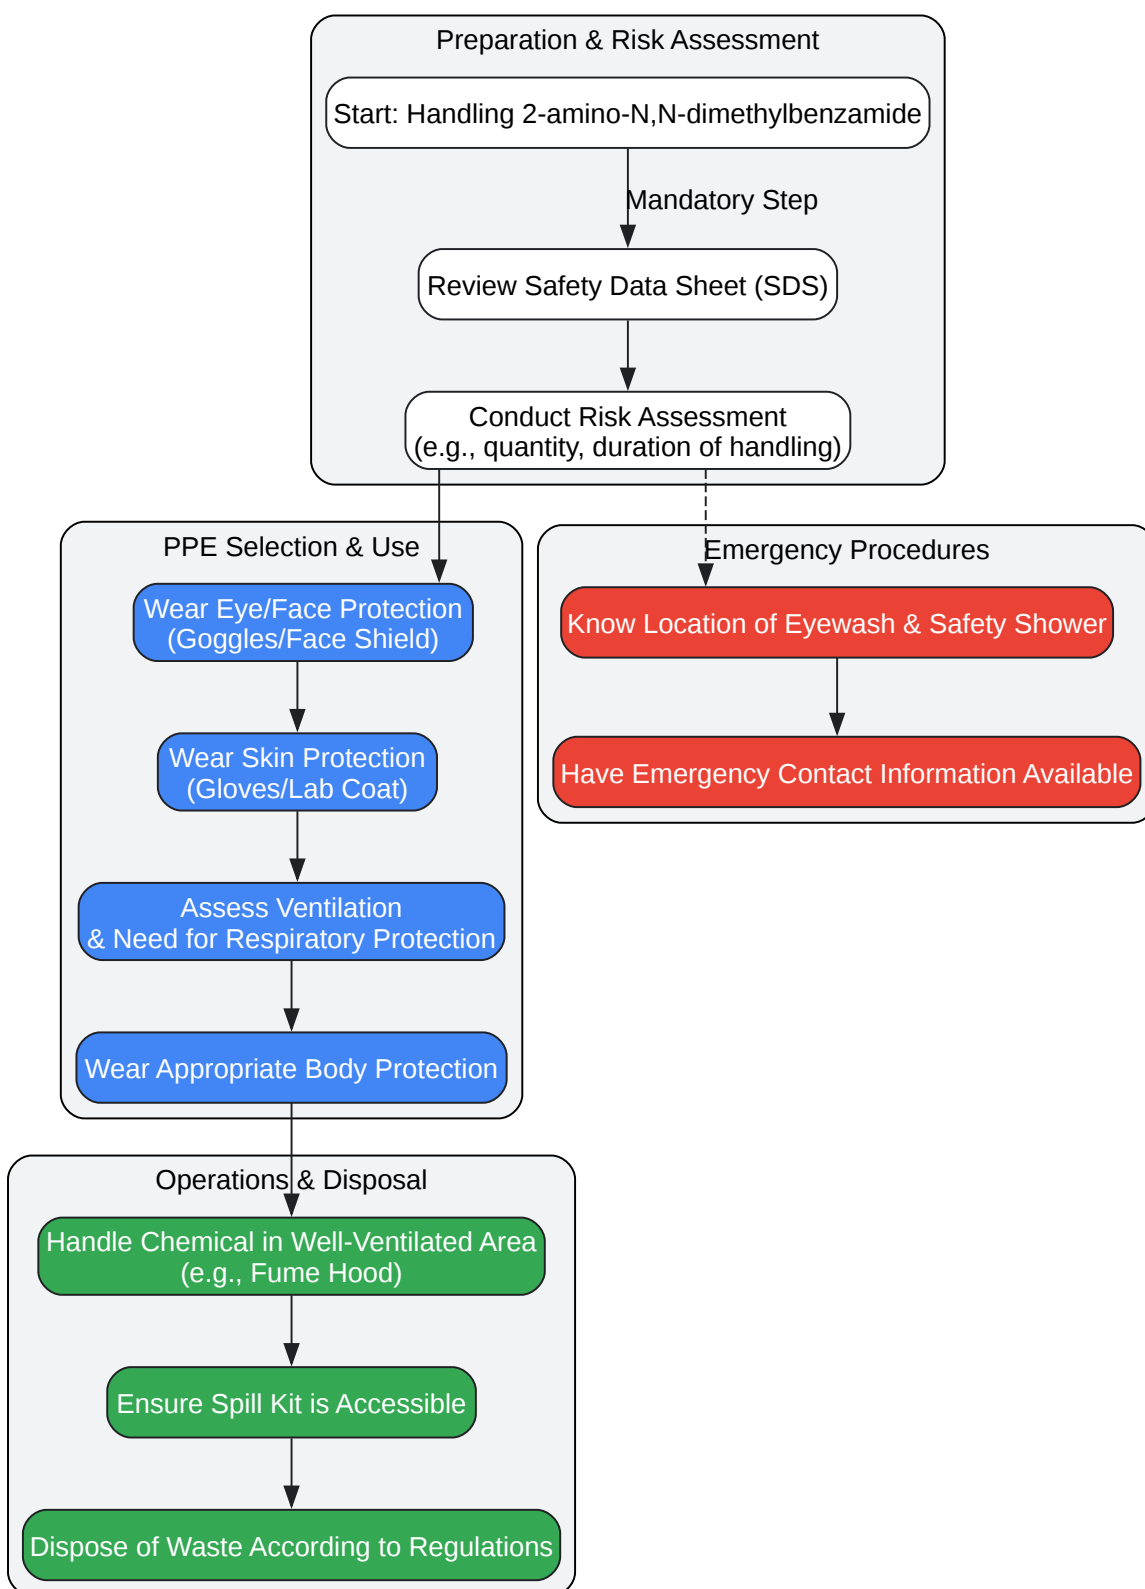 Preparation & Risk Assessment
Start: Handling 2-amino-N,N-dimethylbenzamide
Mandatory Step
Review Safety Data Sheet (SDS)
Conduct Risk Assessment
(e.g., quantity, duration of handling)
PPE Selection & Use
Wear Eye/Face Protection
(Goggles/Face Shield)
Wear Skin Protection
(Gloves/Lab Coat)
Assess Ventilation
& Need for Respiratory Protection
Wear Appropriate Body Protection
Emergency Procedures
Know Location of Eyewash & Safety Shower
Have Emergency Contact Information Available
Operations & Disposal
Handle Chemical in Well-Ventilated Area
(e.g., Fume Hood)
Ensure Spill Kit is Accessible
Dispose of Waste According to Regulations